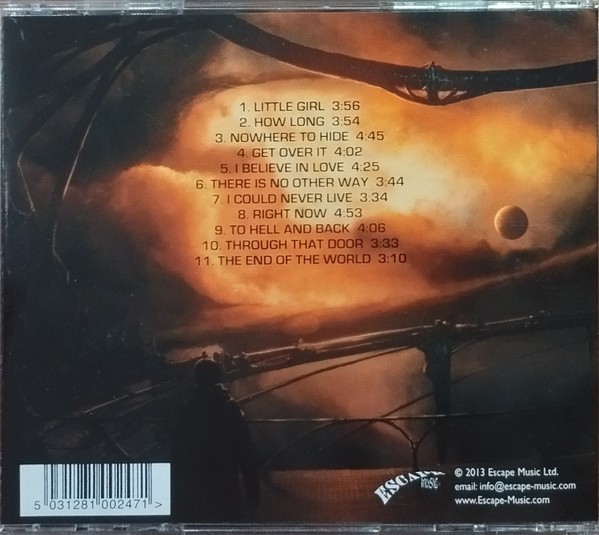 1. LITTLE GIRL 3:56
2. HOW LONG 3:54
3. NOWHERE TO HIDE 4:45
4. GET OVER IT 4:02
5. I BELIEVE IN LOVE 4:25
6. THERE IS NO OTHER WAY 3:44
7. I COULD NEVER LIVE 3:34
8. RIGHT NOW 4:53
9. TO HELL AND BACK 4:06
10. THROUGH THAT DOOR 3:33
11. THE END OF THE WORLD 3:10
5 031281 002471 >
ESCAPE
music
© 2013 Escape Music Ltd.
email: info@escape-music.com
www.Escape-Music.com